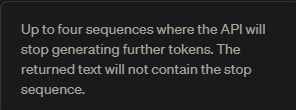 Up to four sequences where the API will
stop generating further tokens. The
returned text will not contain the stop
sequence.